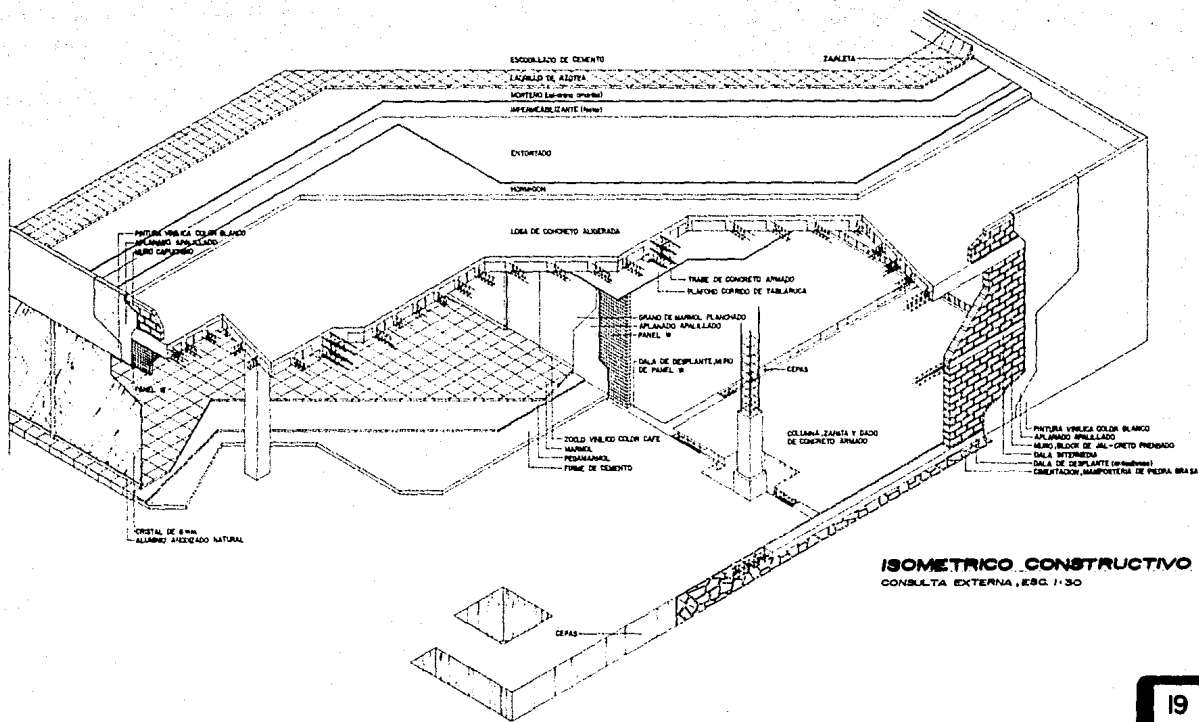 ESCOBILLADO DE CEMENTO
ZABALETA
LADRILLO DE AZOTEA
MORTERO
IMPERMEABILIZANTE
ENTORTADO
HORMIGON
LOSA DE CONCRETO ALIGERADA
PINTURA VINILICA COLOR BLANCO
APLANADO APALILLADO
MURO CAPUCHINO
TRABE DE CONCRETO ARMADO
PLAFOND CORRIDO DE TABLAROCA
GRANO DE MARMOL PLANCHADO
APLANADO APALILLADO
PANEL W
DALA DE DESPLANTE, MURO
DE PANEL W
CEPAS
PANEL W
COLUMNA, ZAPATA Y DADO
DE CONCRETO ARMADO
ZOCLO VINILICO COLOR CAFE
MARMOL
PEGAMARMOL
FIRME DE CEMENTO
PINTURA VINILICA COLOR BLANCO
APLANADO APALILLADO
MURO, BLOCK DE JAL-CRETO PRENSADO
DALA INTERMEDIA
DALA DE DESPLANTE
CIMENTACION, MAMPOSTERIA DE PIEDRA BRASA
CRISTAL DE 6 mm
ALUMINIO ANODIZADO NATURAL
ISOMETRICO CONSTRUCTIVO
CONSULTA EXTERNA, ESC. 1:30
CEPAS
19